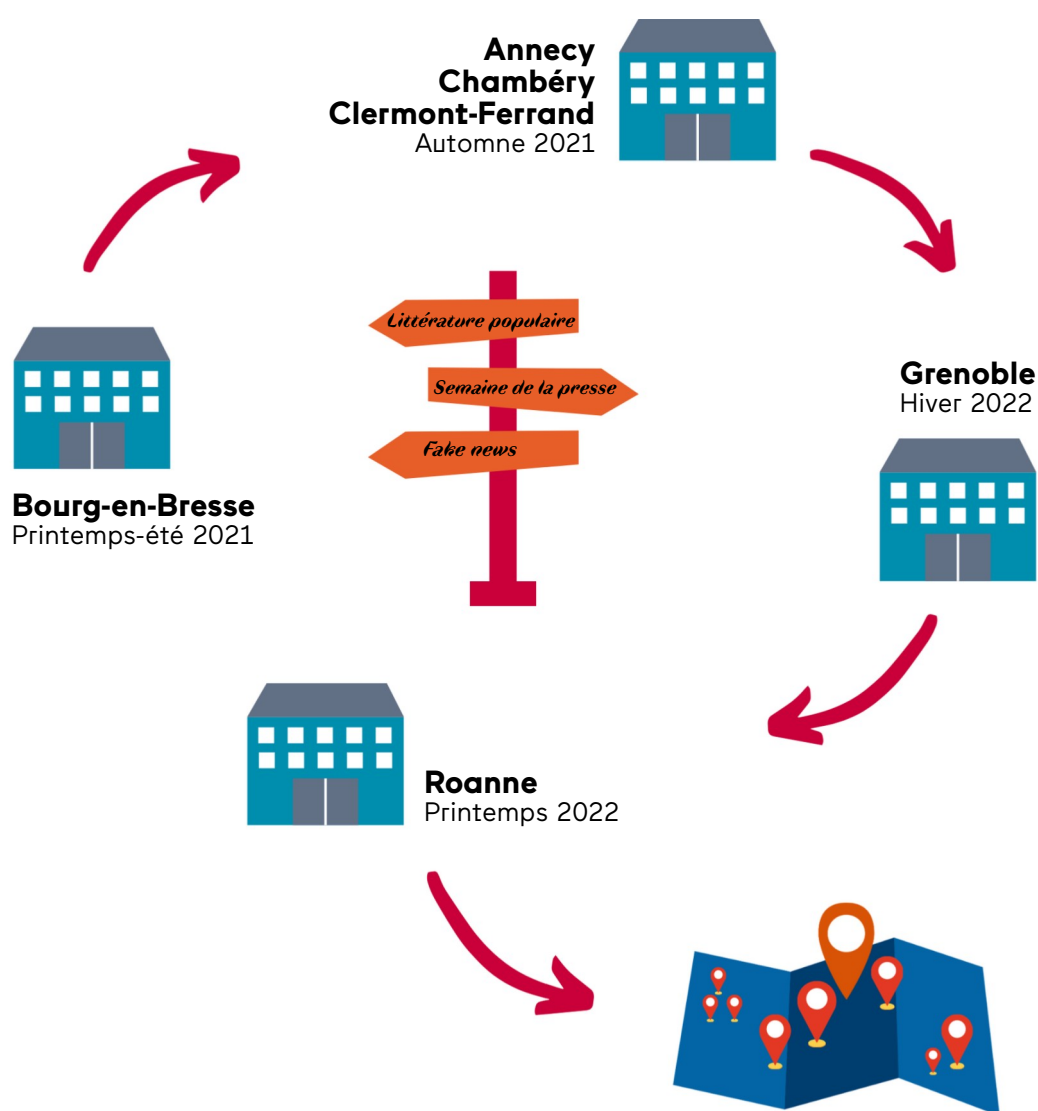 Annecy
Chambéry
Clermont-Ferrand
Automne 2021
Littérature populaire
Semaine de la presse
Fake news
Grenoble
Hiver 2022
Bourg-en-Bresse
Printemps-été 2021
Roanne
Printemps 2022